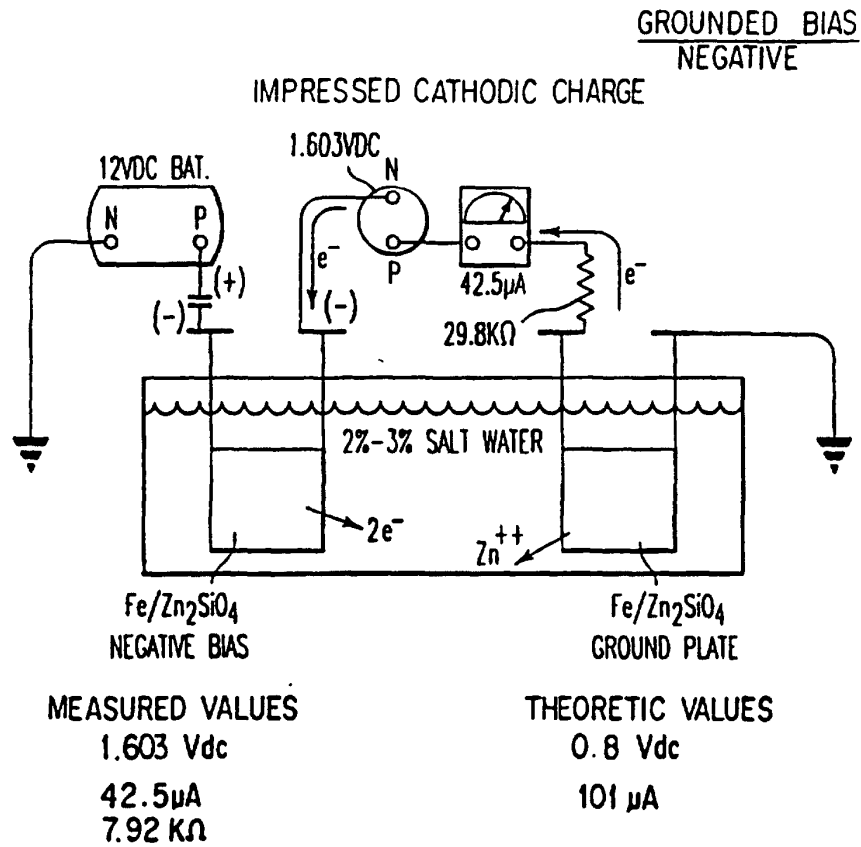 GROUNDED BIAS
NEGATIVE
IMPRESSED CATHODIC CHARGE
1.603VDC
12VDC BAT.
N
P
N
P
e⁻
(+)
(-)
(-)
42.5µA
e⁻
29.8KΩ
2%-3% SALT WATER
2e⁻
Zn⁺⁺
Fe/Zn₂SiO₄
NEGATIVE BIAS
Fe/Zn₂SiO₄
GROUND PLATE
MEASURED VALUES
1.603 Vdc
42.5µA
7.92 KΩ
THEORETIC VALUES
0.8 Vdc
101 µA